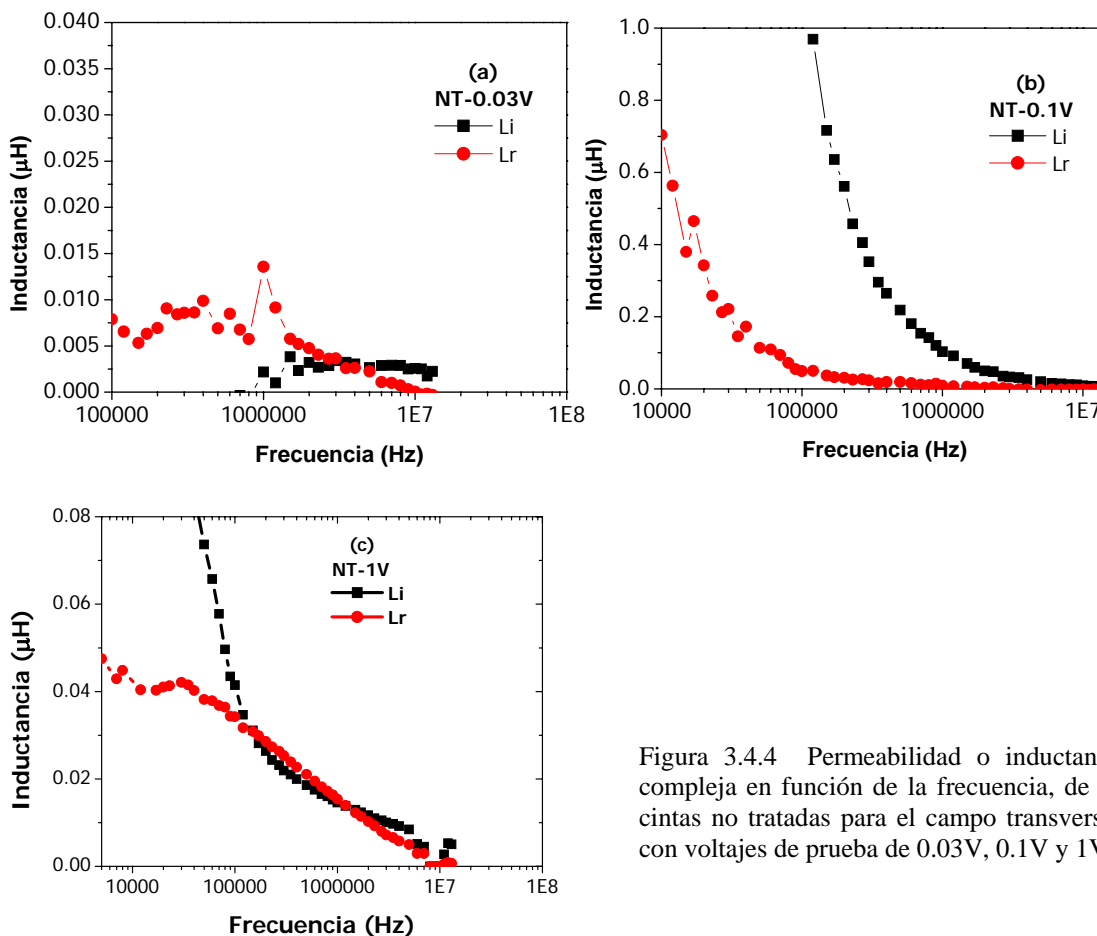 0.040
0.035
0.030
0.025
0.020
0.015
0.010
0.005
0.000
Inductancia (µH)
(a)
NT-0.03V
Li
Lr
100000
1000000
1E7
1E8
Frecuencia (Hz)
1.0
0.8
0.6
0.4
0.2
0.0
Inductancia (µH)
(b)
NT-0.1V
Li
Lr
10000
100000
1000000
1E7
Frecuencia (Hz)
0.08
0.06
0.04
0.02
0.00
Inductancia (µH)
(c)
NT-1V
Li
Lr
10000
100000
1000000
1E7
1E8
Frecuencia (Hz)
Figura 3.4.4 Permeabilidad o inductan
compleja en función de la frecuencia, de
cintas no tratadas para el campo transvers
con voltajes de prueba de 0.03V, 0.1V y 1V